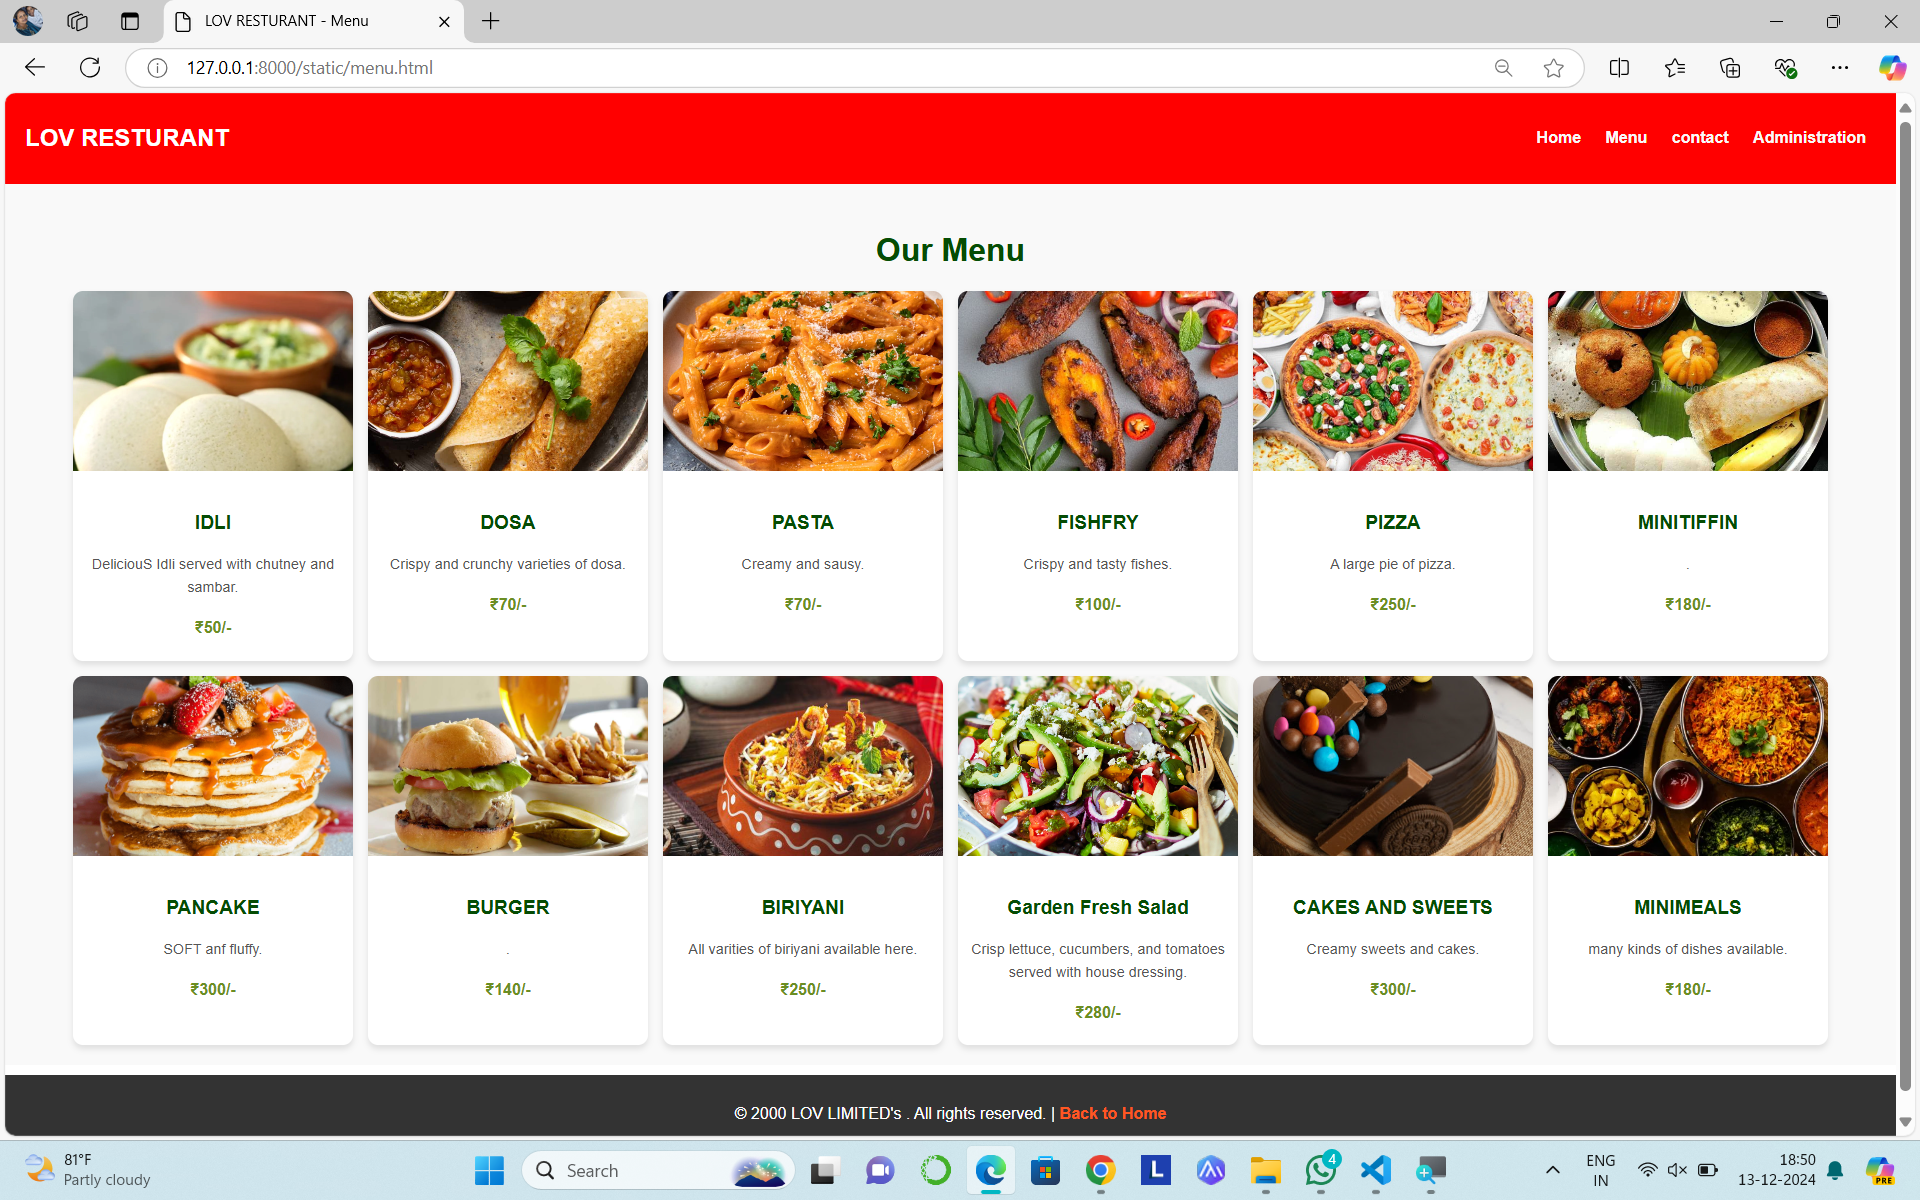 LOV RESTURANT - Menu
127.0.0.1:8000/static/menu.html
LOV RESTURANT
Home Menu contact Administration
Our Menu
IDLI
DeliciouS Idli served with chutney and
sambar.
₹50/-
DOSA
Crispy and crunchy varieties of dosa.
₹70/-
PASTA
Creamy and sausy.
₹70/-
FISHFRY
Crispy and tasty fishes.
₹100/-
PIZZA
A large pie of pizza.
₹250/-
MINITIFFIN
.
₹180/-
PANCAKE
SOFT anf fluffy.
₹300/-
BURGER
.
₹140/-
BIRIYANI
All varities of biriyani available here.
₹250/-
Garden Fresh Salad
Crisp lettuce, cucumbers, and tomatoes
served with house dressing.
₹280/-
CAKES AND SWEETS
Creamy sweets and cakes.
₹300/-
MINIMEALS
many kinds of dishes available.
₹180/-
© 2000 LOV LIMITED's . All rights reserved. | Back to Home
81°F
Partly cloudy
Search
L
4
ENG
IN
18:50
13-12-2024
PRE